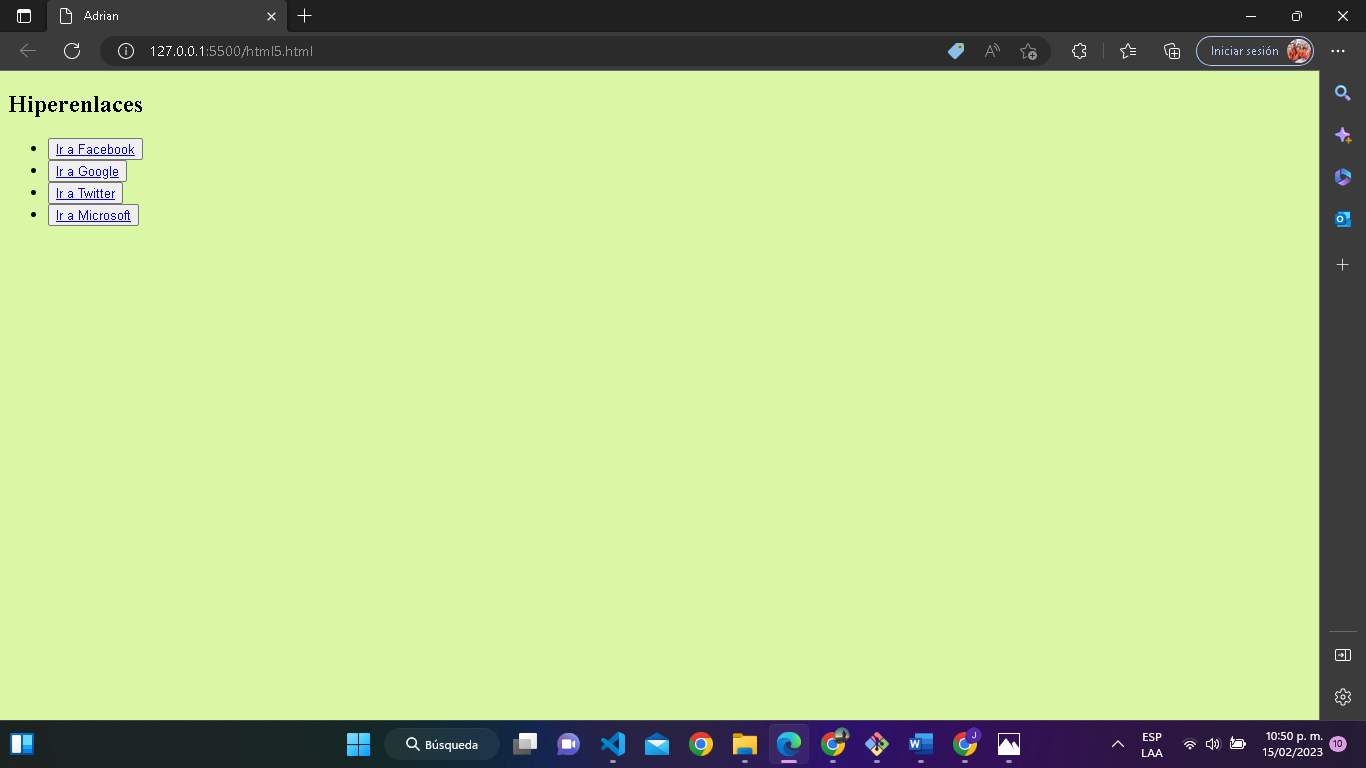 Adrian
127.0.0.1:5500/html5.html
Iniciar sesión
Hiperenlaces
Ir a Facebook
Ir a Google
Ir a Twitter
Ir a Microsoft
Búsqueda
J
ESP
LAA
10:50 p. m.
15/02/2023
10